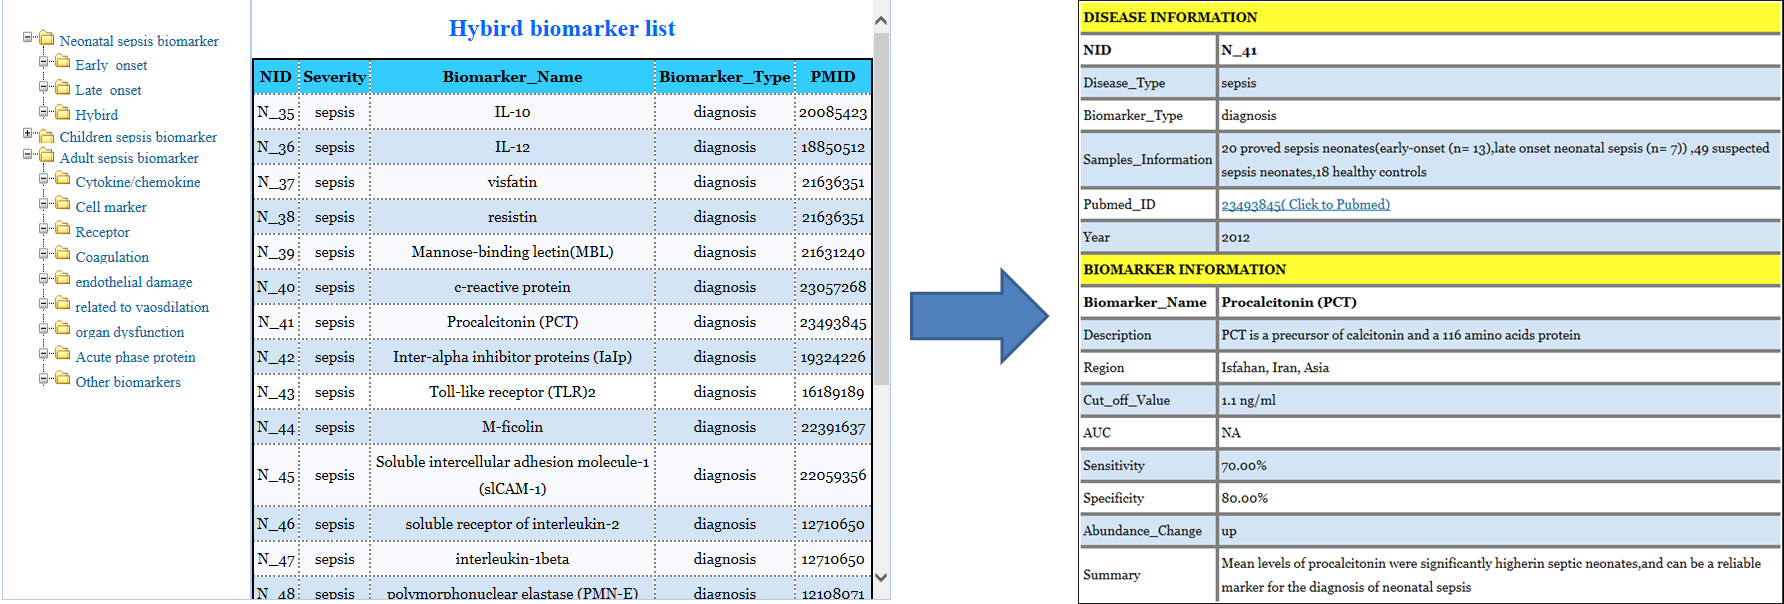 Neonatal sepsis biomarker
Early onset
Late onset
Hybird
Children sepsis biomarker
Adult sepsis biomarker
Cytokine/chemokine
Cell marker
Receptor
Coagulation
endothelial damage
related to vaosdilation
organ dysfunction
Acute phase protein
Other biomarkers
Hybird biomarker list
NID Severity Biomarker_Name Biomarker_Type PMID
N_35 sepsis IL-10 diagnosis 20085423
N_36 sepsis IL-12 diagnosis 18850512
N_37 sepsis visfatin diagnosis 21636351
N_38 sepsis resistin diagnosis 21636351
N_39 sepsis Mannose-binding lectin(MBL) diagnosis 21631240
N_40 sepsis c-reactive protein diagnosis 23057268
N_41 sepsis Procalcitonin (PCT) diagnosis 23493845
N_42 sepsis Inter-alpha inhibitor proteins (IaIp) diagnosis 19324226
N_43 sepsis Toll-like receptor (TLR)2 diagnosis 16189189
N_44 sepsis M-ficolin diagnosis 22391637
N_45 sepsis Soluble intercellular adhesion molecule-1 diagnosis 22059356
(slCAM-1)
N_46 sepsis soluble receptor of interleukin-2 diagnosis 12710650
N_47 sepsis interleukin-1beta diagnosis 12710650
N_48 sepsis polymorphonuclear elastase (PMN-E) diagnosis 12108071
DISEASE INFORMATION
NID N_41
Disease_Type sepsis
Biomarker_Type diagnosis
Samples_Information 20 proved sepsis neonates(early-onset (n= 13),late onset neonatal sepsis (n= 7)) ,49 suspected
sepsis neonates,18 healthy controls
Pubmed_ID 23493845( Click to Pubmed)
Year 2012
BIOMARKER INFORMATION
Biomarker_Name Procalcitonin (PCT)
Description PCT is a precursor of calcitonin and a 116 amino acids protein
Region Isfahan, Iran, Asia
Cut_off_Value 1.1 ng/ml
AUC NA
Sensitivity 70.00%
Specificity 80.00%
Abundance_Change up
Summary Mean levels of procalcitonin were significantly higherin septic neonates,and can be a reliable
marker for the diagnosis of neonatal sepsis